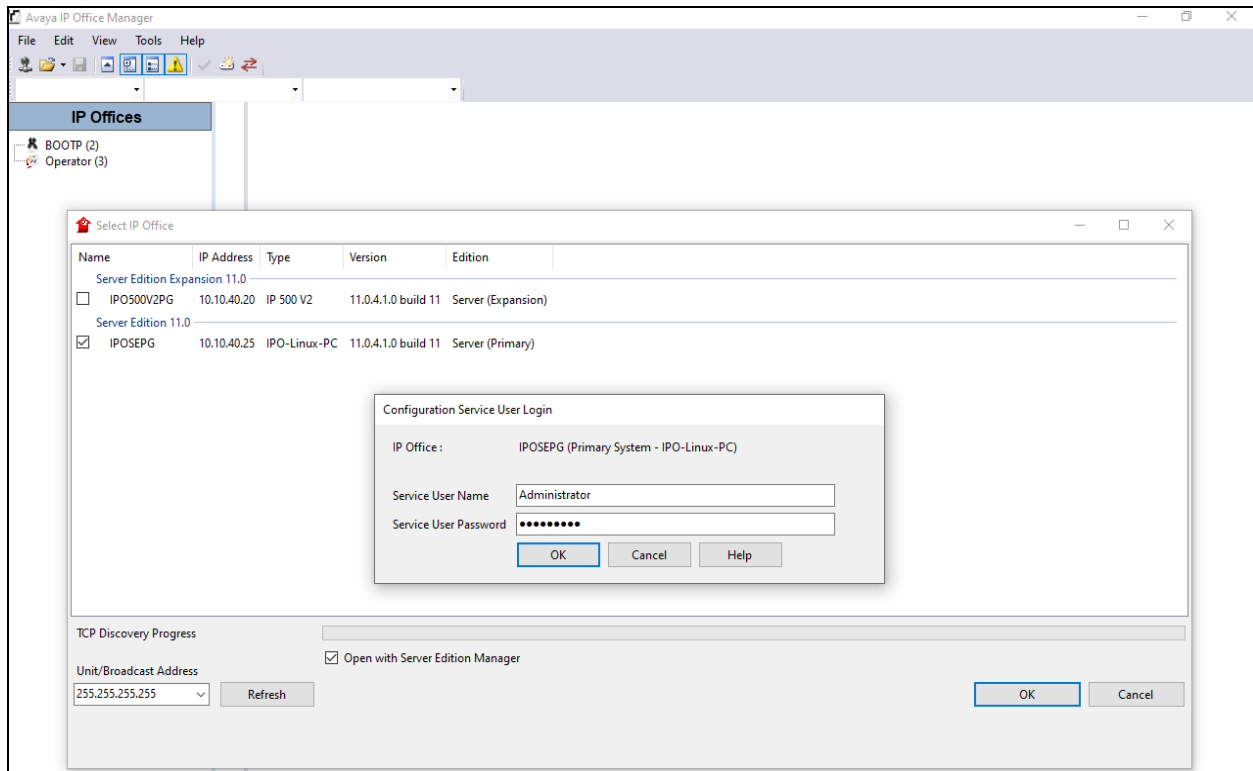 Avaya IP Office Manager
File Edit View Tools Help
IP Offices
BOOTP (2)
Operator (3)
Select IP Office
Name IP Address Type Version Edition
Server Edition Expansion 11.0
IPO500V2PG 10.10.40.20 IP 500 V2 11.0.4.1.0 build 11 Server (Expansion)
Server Edition 11.0
IPOSEPG 10.10.40.25 IPO-Linux-PC 11.0.4.1.0 build 11 Server (Primary)
Configuration Service User Login
IP Office : IPOSEPG (Primary System - IPO-Linux-PC)
Service User Name Administrator
Service User Password •••••••••
OK Cancel Help
TCP Discovery Progress
Open with Server Edition Manager
Unit/Broadcast Address
255.255.255.255 Refresh OK Cancel